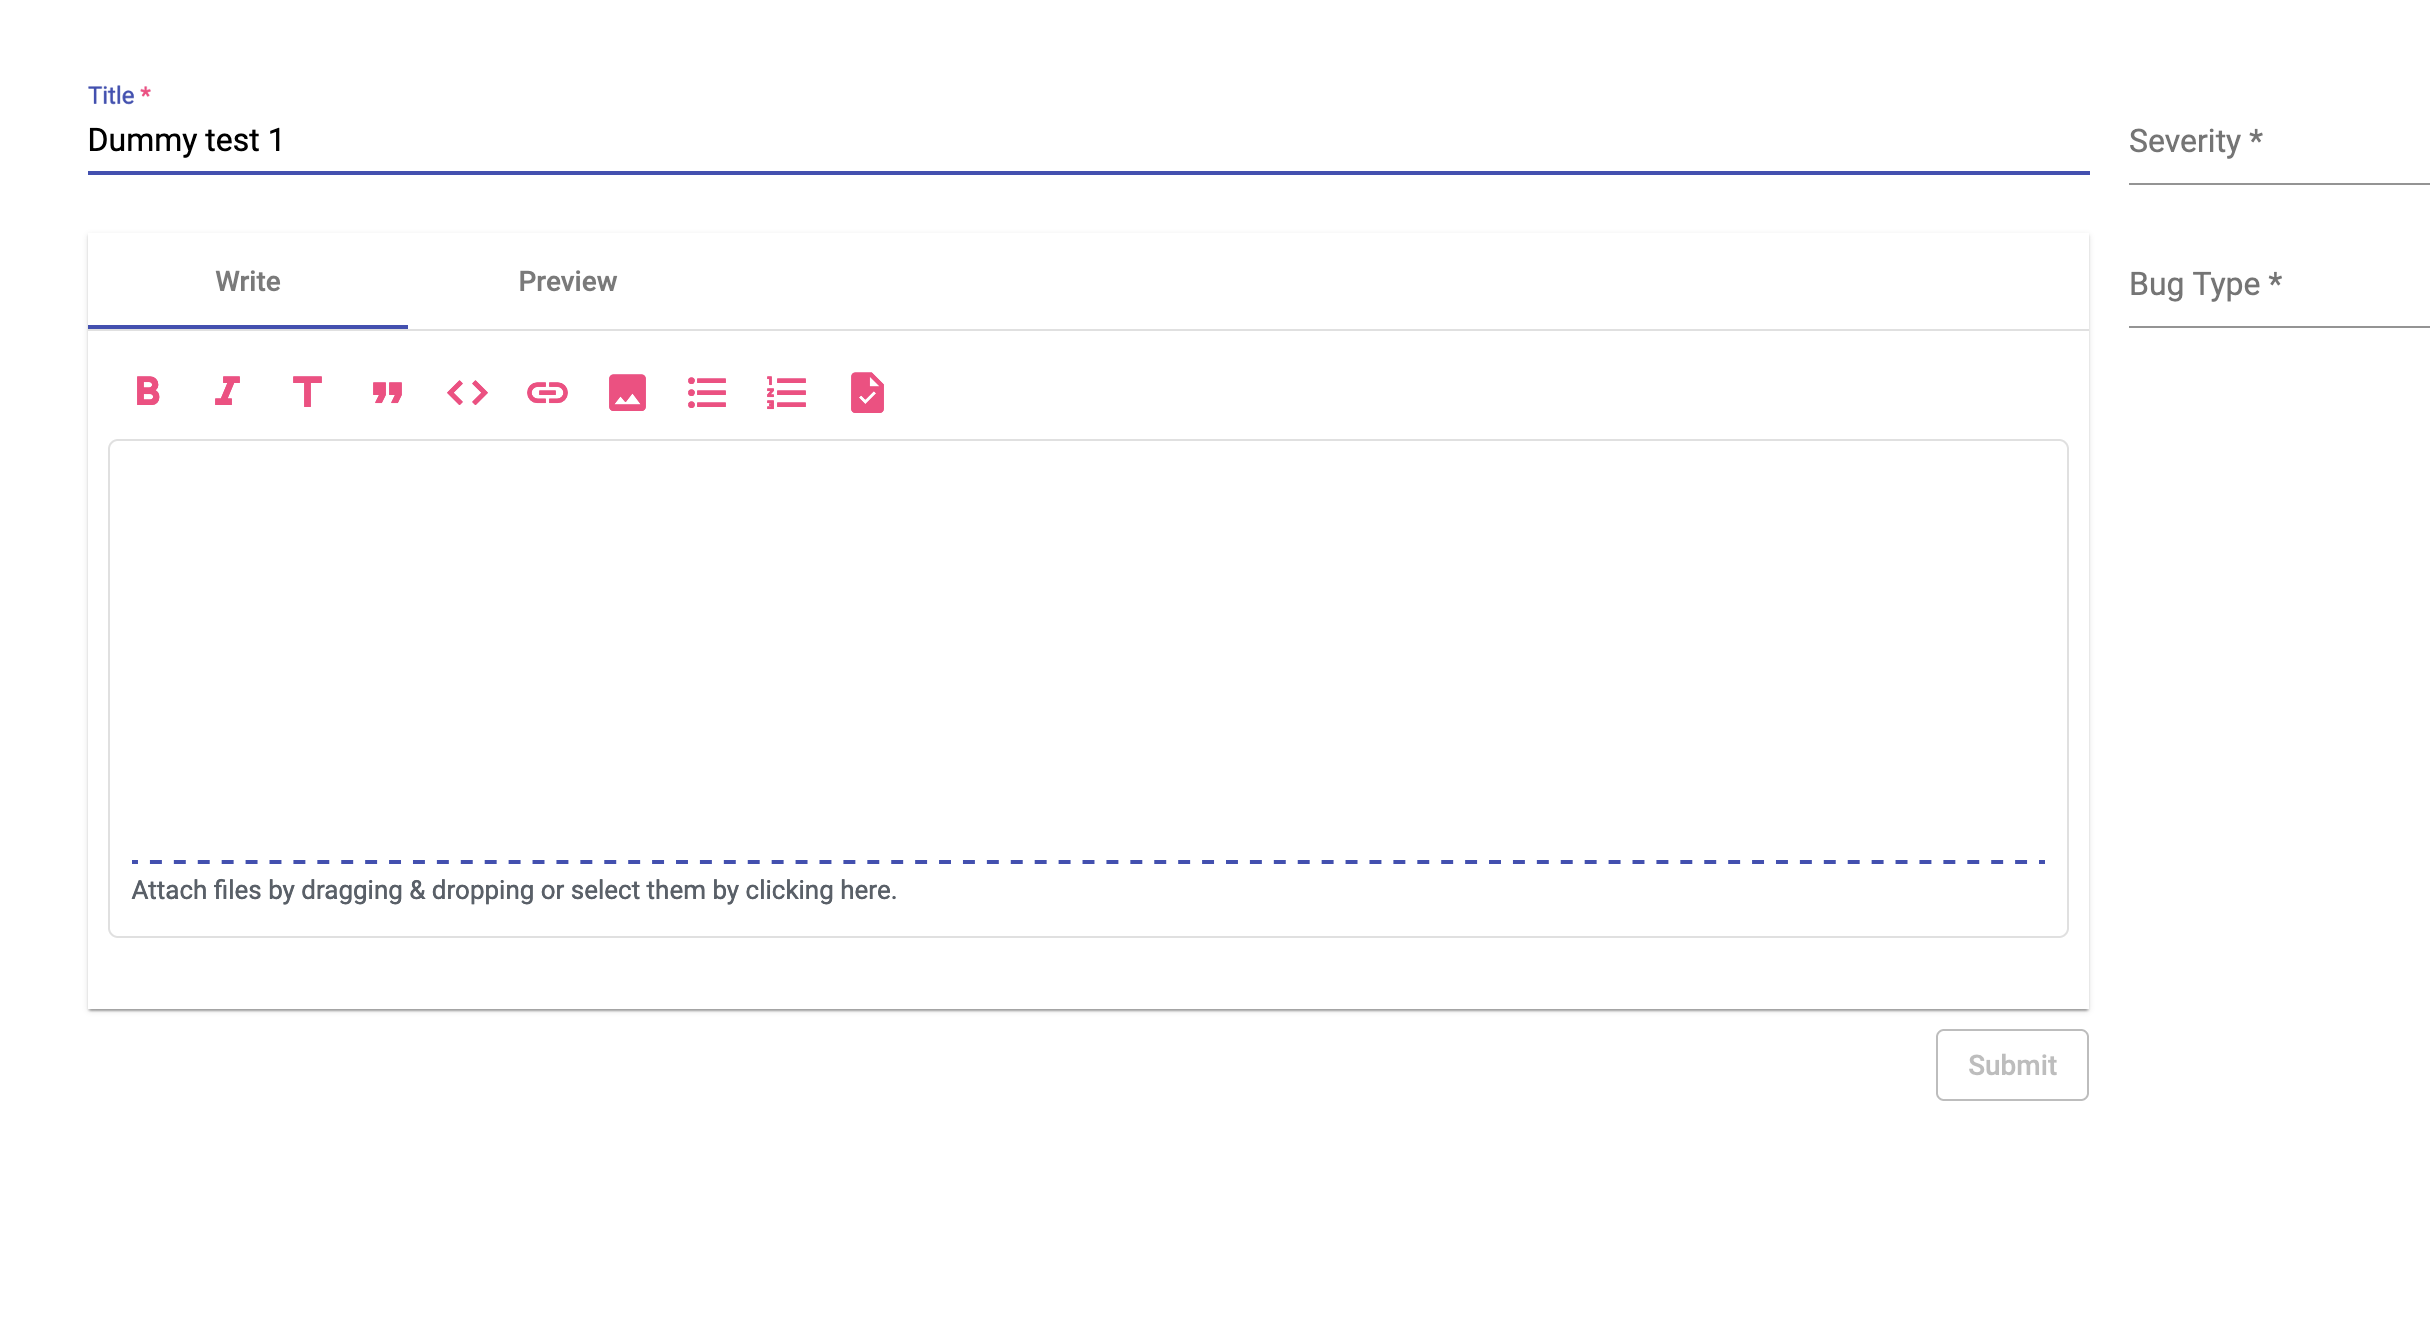 Title *
Dummy test 1
Severity *
Write
Preview
Bug Type *
Attach files by dragging & dropping or select them by clicking here.
Submit